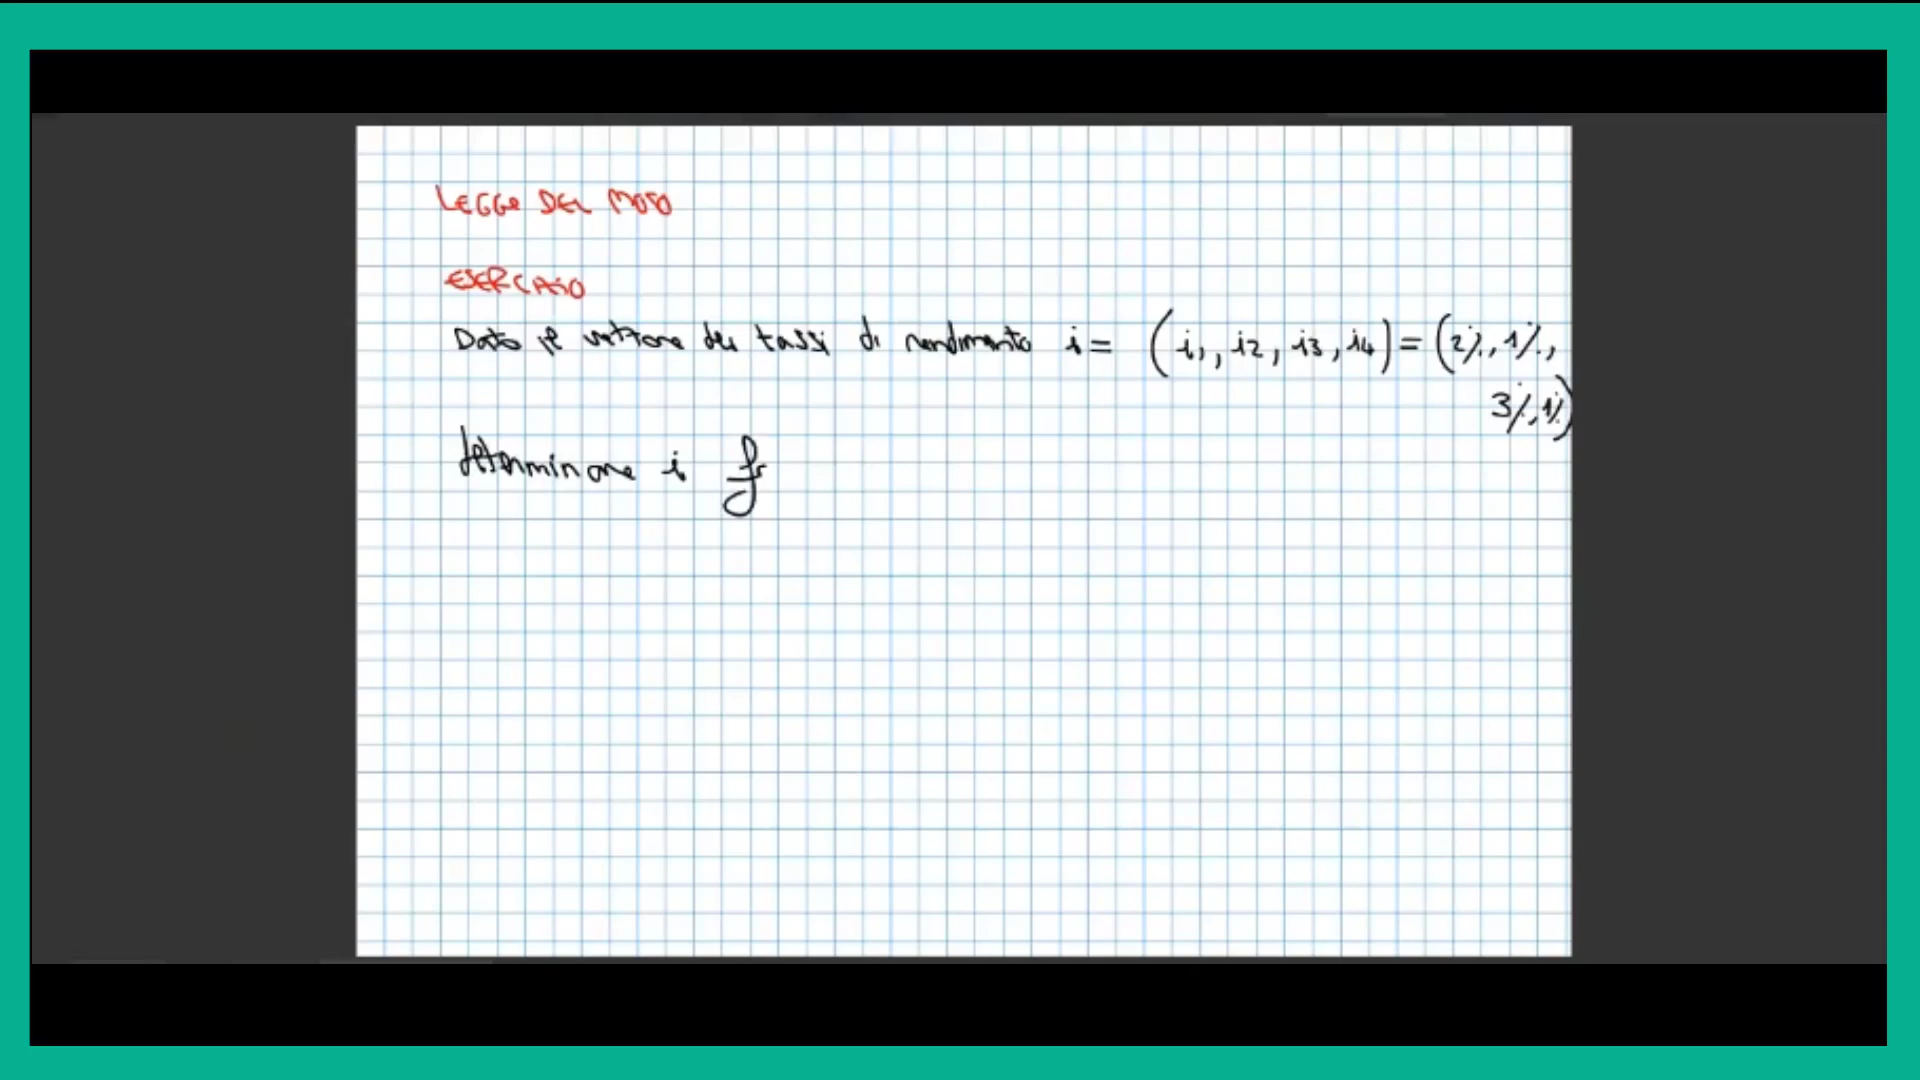 LEGGE DEL MOTO
ESERCIZIO
Dato il vettore dei tassi di rendimento i = (i1, i2, i3, i4) = (2%, 1%,
3%, 1%)
determinare i